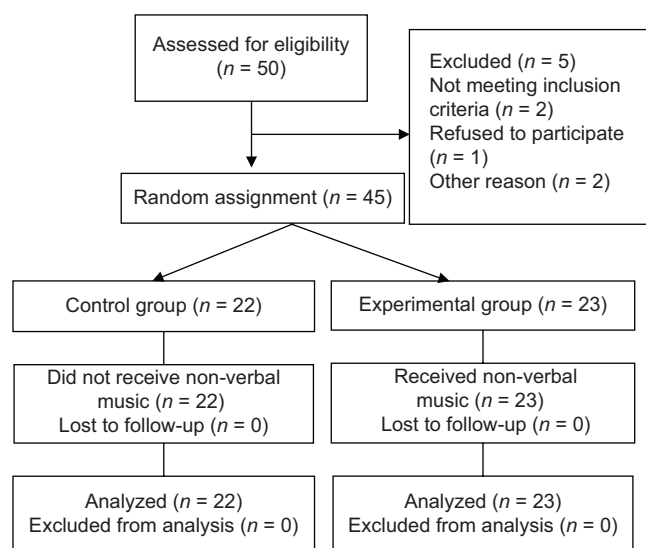 Assessed for eligibility
(n = 50)
Excluded (n = 5)
Not meeting inclusion
criteria (n = 2)
Refused to participate
(n = 1)
Other reason (n = 2)
Random assignment (n = 45)
Control group (n = 22)
Experimental group (n = 23)
Did not receive non-verbal
music (n = 22)
Lost to follow-up (n = 0)
Received non-verbal
music (n = 23)
Lost to follow-up (n = 0)
Analyzed (n = 22)
Excluded from analysis (n = 0)
Analyzed (n = 23)
Excluded from analysis (n = 0)